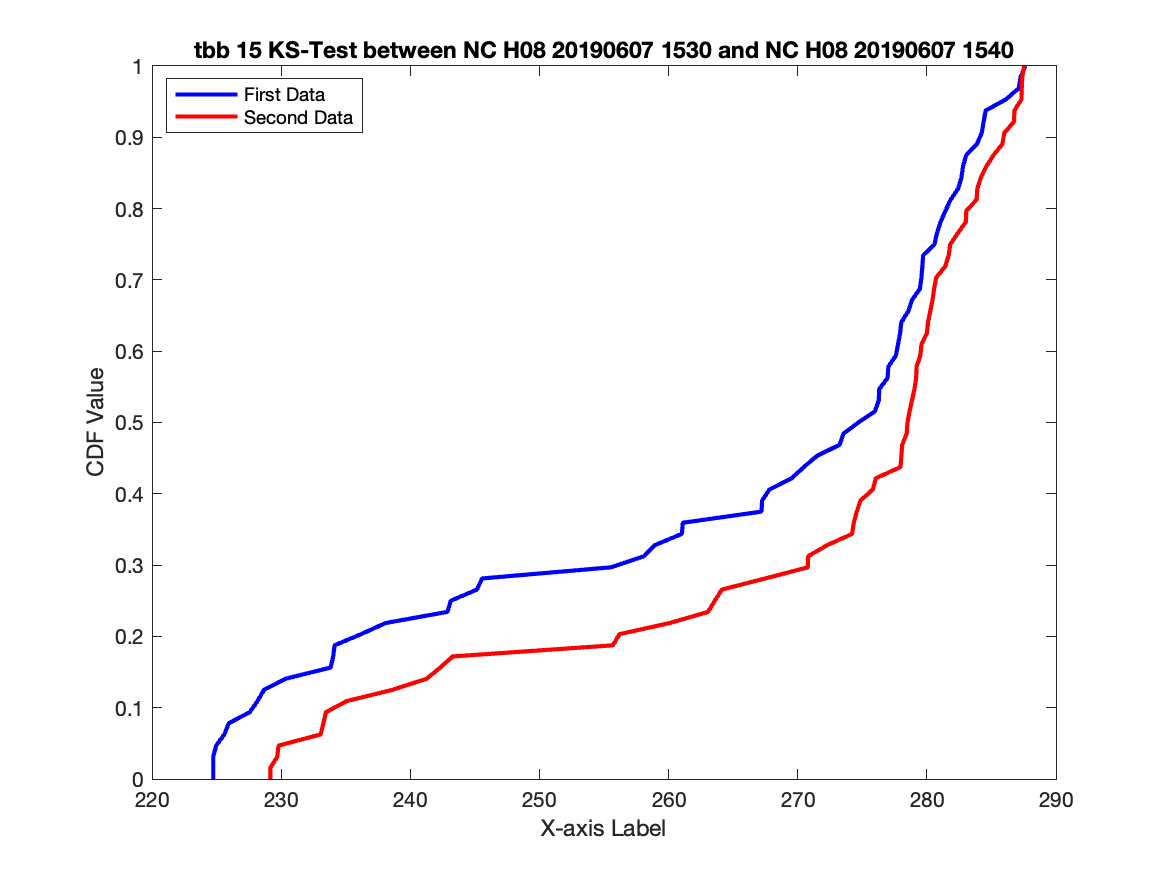 tbb 15 KS-Test between NC H08 20190607 1530 and NC H08 20190607 1540
First Data
Second Data
1
0.9
0.8
0.7
0.6
0.5
0.4
0.3
0.2
0.1
0
CDF Value
220 230 240 250 260 270 280 290
X-axis Label